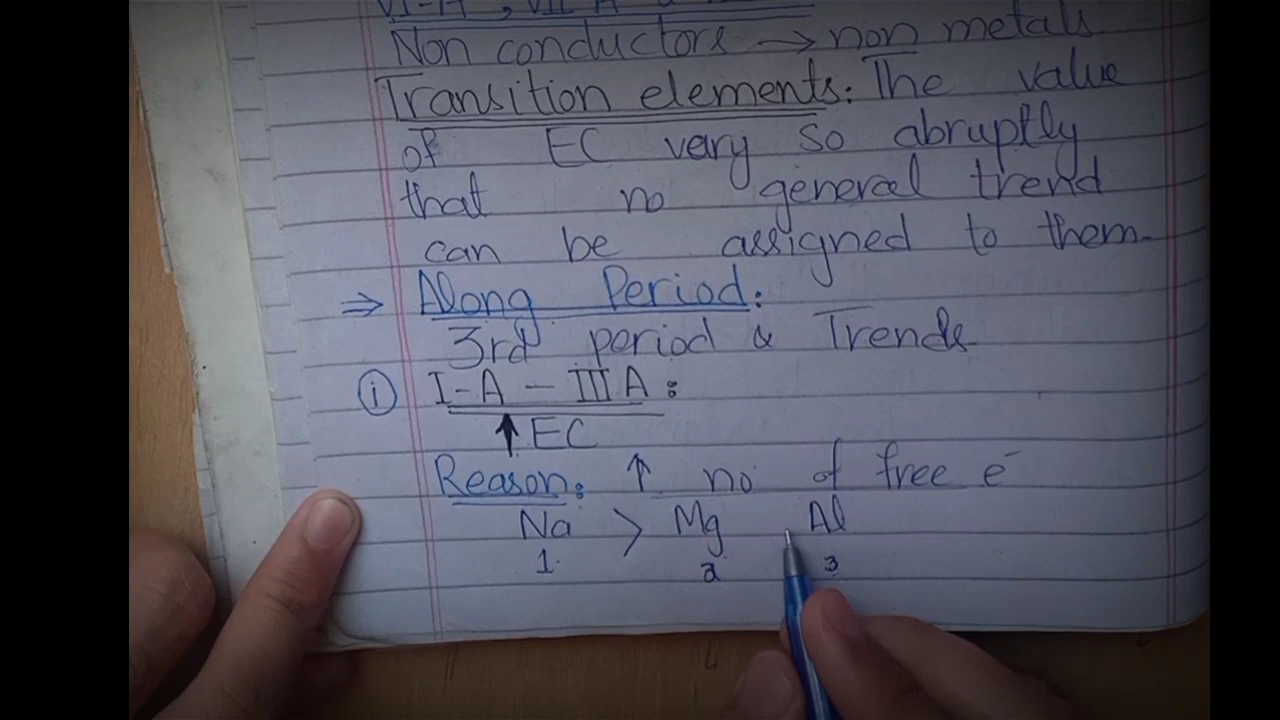 VI-A, VII A
Non conductors → non metals
Transition elements: The value
of EC vary so abruptly
that no general trend
can be assigned to them.
⇒ Along Period:
3rd period & Trends
i I-A – III A:
↑ EC
Reason: ↑ no of free e⁻
Na > Mg Al
1 2 3